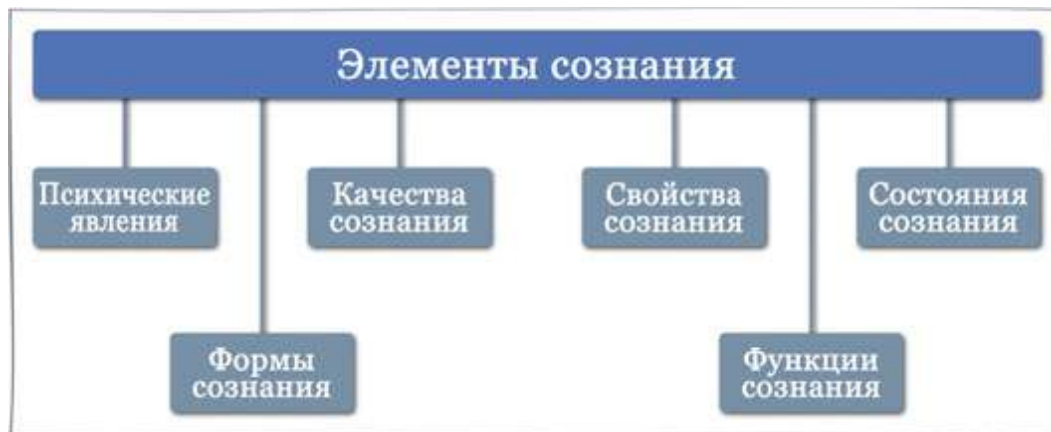 Элементы сознания
Психические
явления
Качества
сознания
Свойства
сознания
Состояния
сознания
Формы
сознания
Функции
сознания